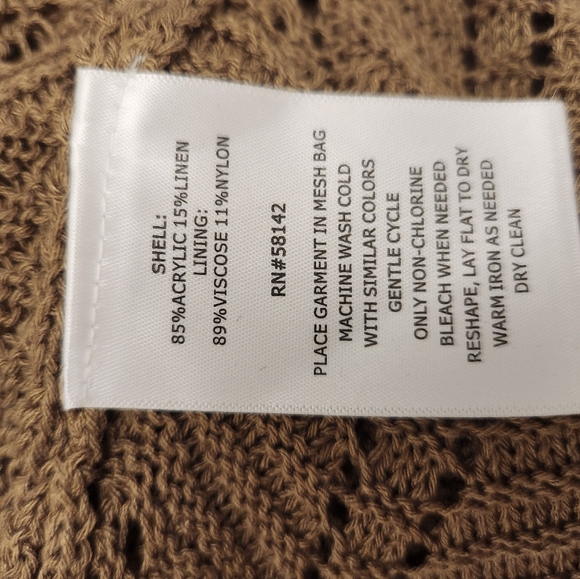 SHELL:
85%ACRYLIC 15%LINEN
LINING:
89%VISCOSE 11%NYLON
RN#58142
PLACE GARMENT IN MESH BAG
MACHINE WASH COLD
WITH SIMILAR COLORS
GENTLE CYCLE
ONLY NON-CHLORINE
BLEACH WHEN NEEDED
RESHAPE, LAY FLAT TO DRY
WARM IRON AS NEEDED
DRY CLEAN